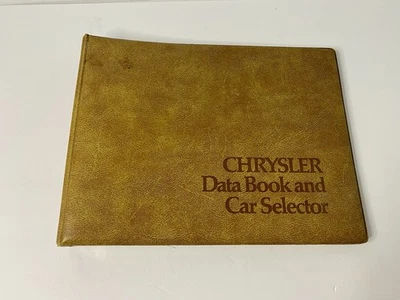 CHRYSLER
Data Book and
Car Selector